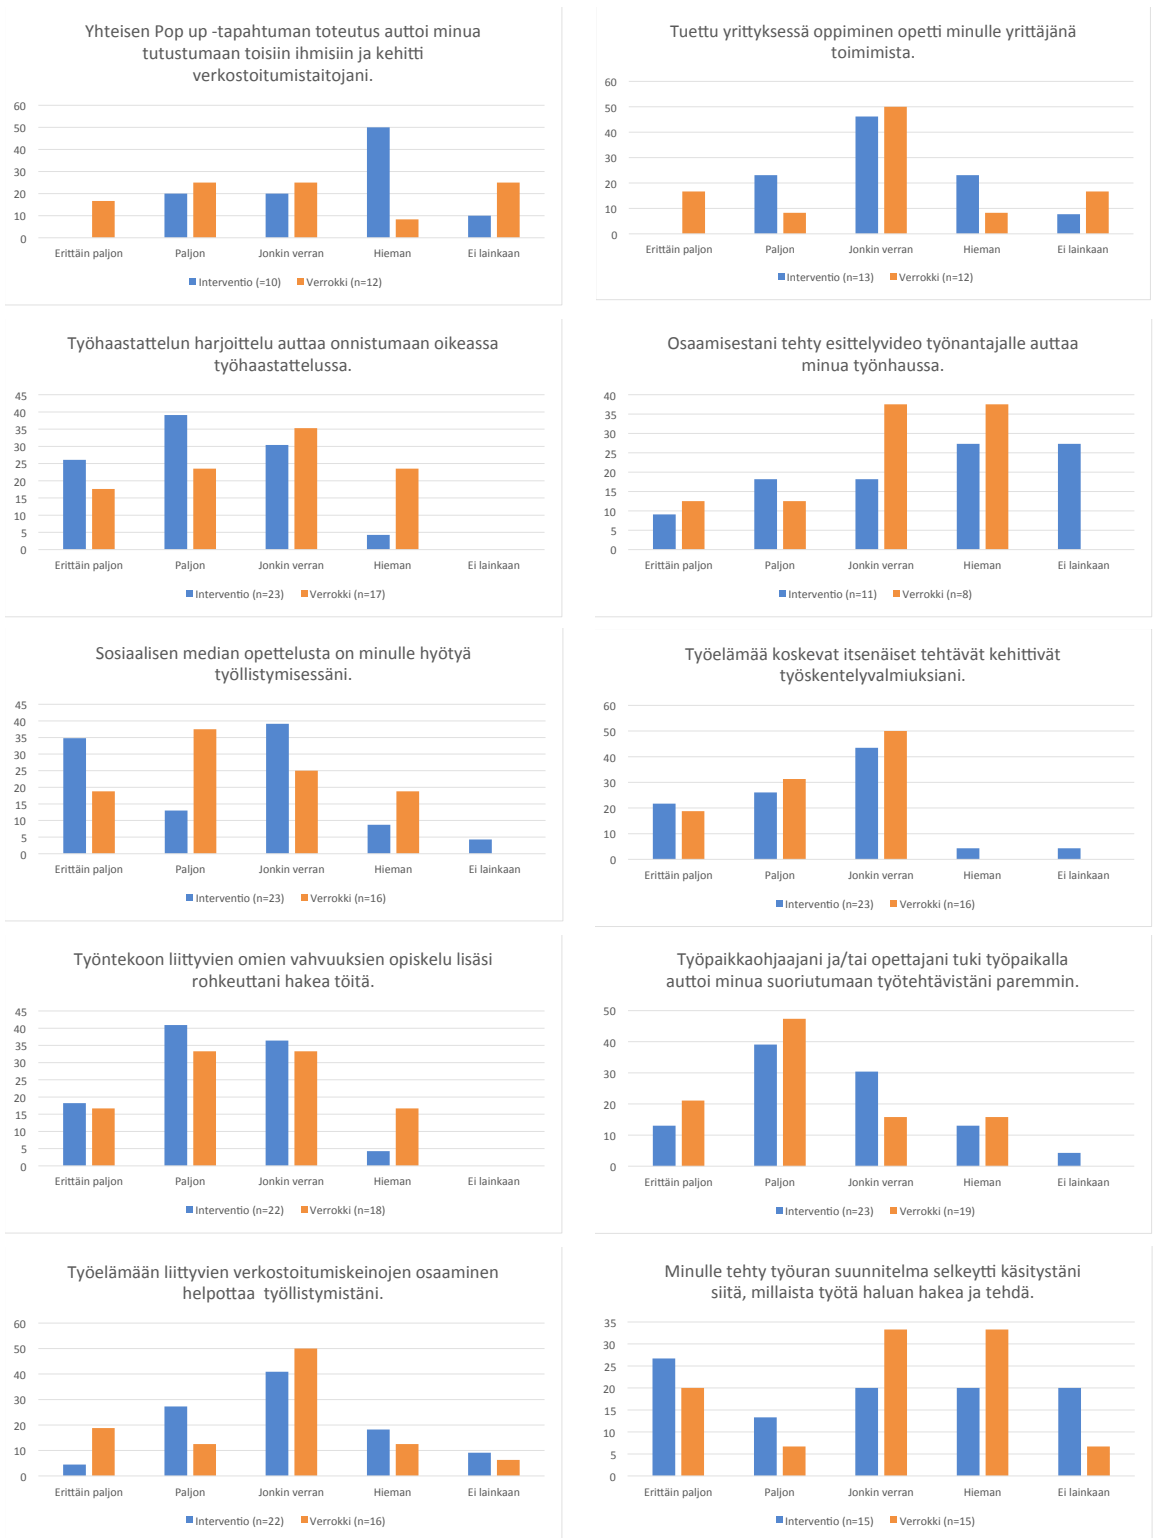 Yhteisen Pop up -tapahtuman toteutus auttoi minua
tutustumaan toisiin ihmisiin ja kehitti
verkostoitumistaitojani.
60
50
40
30
20
10
0
Erittäin paljon Paljon Jonkin verran Hieman Ei lainkaan
Interventio (=10) Verrokki (n=12)
Tuettu yrityksessä oppiminen opetti minulle yrittäjänä
toimimista.
60
50
40
30
20
10
0
Erittäin paljon Paljon Jonkin verran Hieman Ei lainkaan
Interventio (n=13) Verrokki (n=12)
Työhaastattelun harjoittelu auttaa onnistumaan oikeassa
työhaastattelussa.
45
40
35
30
25
20
15
10
5
0
Erittäin paljon Paljon Jonkin verran Hieman Ei lainkaan
Interventio (n=23) Verrokki (n=17)
Osaamisestani tehty esittelyvideo työnantajalle auttaa
minua työnhaussa.
40
35
30
25
20
15
10
5
0
Erittäin paljon Paljon Jonkin verran Hieman Ei lainkaan
Interventio (n=11) Verrokki (n=8)
Sosiaalisen median opettelusta on minulle hyötyä
työllistymisessäni.
45
40
35
30
25
20
15
10
5
0
Erittäin paljon Paljon Jonkin verran Hieman Ei lainkaan
Interventio (n=23) Verrokki (n=16)
Työelämää koskevat itsenäiset tehtävät kehittivät
työskentelyvalmiuksiani.
60
50
40
30
20
10
0
Erittäin paljon Paljon Jonkin verran Hieman Ei lainkaan
Interventio (n=23) Verrokki (n=16)
Työntekoon liittyvien omien vahvuuksien opiskelu lisäsi
rohkeuttani hakea töitä.
45
40
35
30
25
20
15
10
5
0
Erittäin paljon Paljon Jonkin verran Hieman Ei lainkaan
Interventio (n=22) Verrokki (n=18)
Työpaikkaohjaajani ja/tai opettajani tuki työpaikalla
auttoi minua suoriutumaan työtehtävistäni paremmin.
50
40
30
20
10
0
Erittäin paljon Paljon Jonkin verran Hieman Ei lainkaan
Interventio (n=23) Verrokki (n=19)
Työelämään liittyvien verkostoitumiskeinojen osaaminen
helpottaa työllistymistäni.
60
50
40
30
20
10
0
Erittäin paljon Paljon Jonkin verran Hieman Ei lainkaan
Interventio (n=22) Verrokki (n=16)
Minulle tehty työuran suunnitelma selkeytti käsitystäni
siitä, millaista työtä haluan hakea ja tehdä.
35
30
25
20
15
10
5
0
Erittäin paljon Paljon Jonkin verran Hieman Ei lainkaan
Interventio (n=15) Verrokki (n=15)